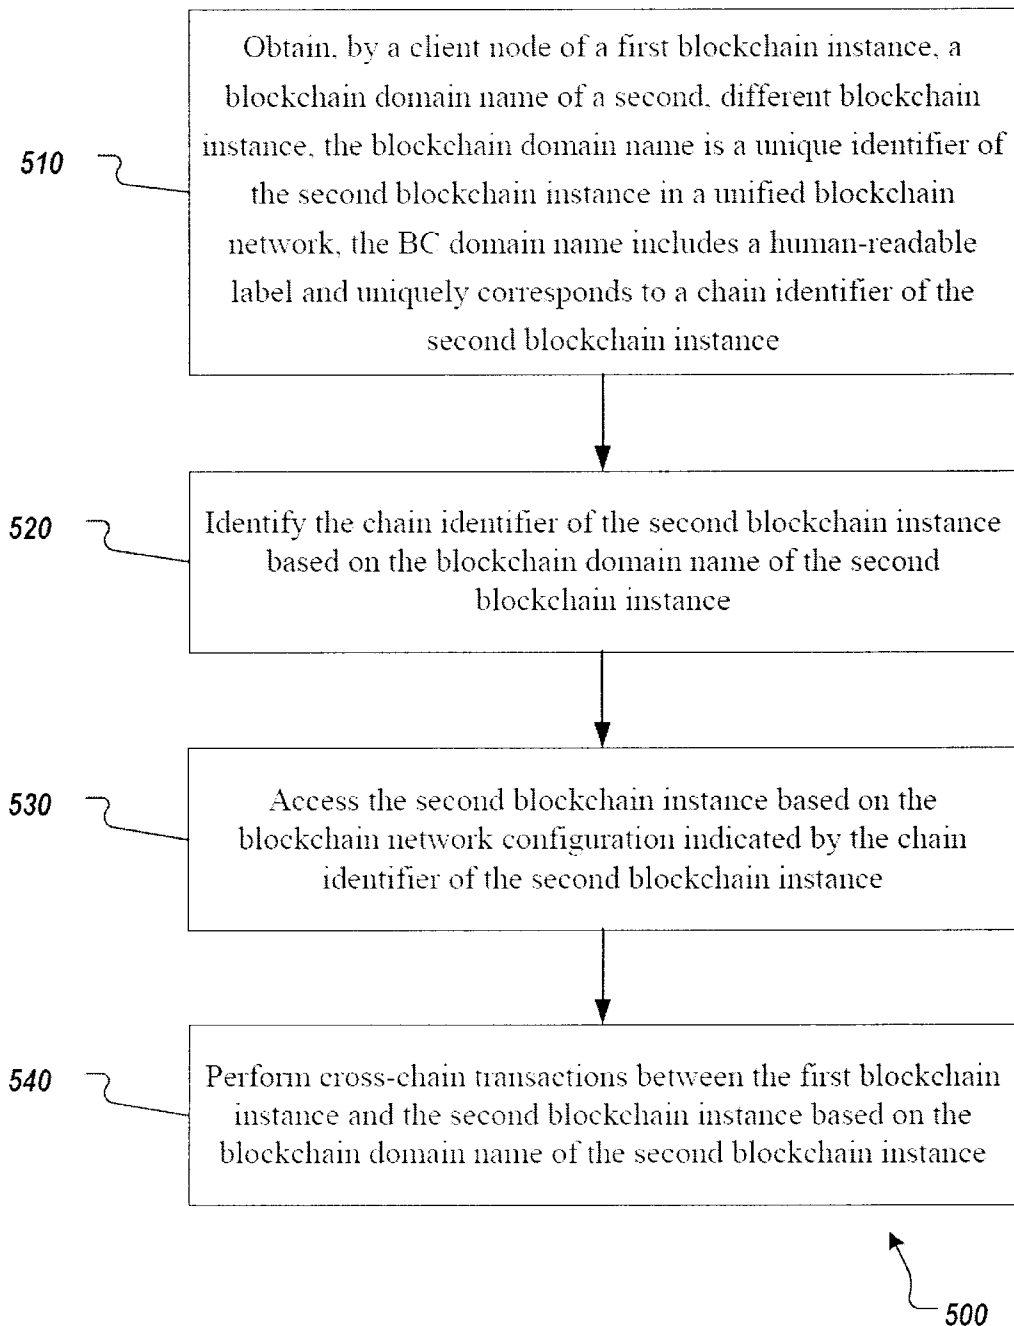 Obtain, by a client node of a first blockchain instance, a
blockchain domain name of a second, different blockchain
instance, the blockchain domain name is a unique identifier of
the second blockchain instance in a unified blockchain
network, the BC domain name includes a human-readable
label and uniquely corresponds to a chain identifier of the
second blockchain instance
510
Identify the chain identifier of the second blockchain instance
based on the blockchain domain name of the second
blockchain instance
520
Access the second blockchain instance based on the
blockchain network configuration indicated by the chain
identifier of the second blockchain instance
530
Perform cross-chain transactions between the first blockchain
instance and the second blockchain instance based on the
blockchain domain name of the second blockchain instance
540
500